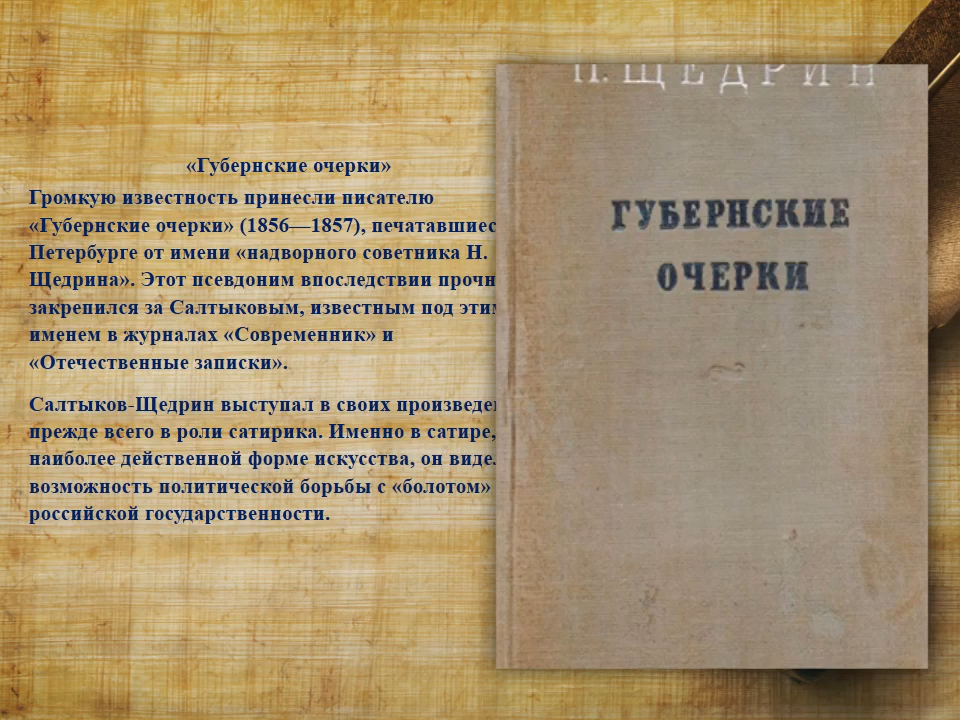 «Губернские очерки»
Громкую известность принесли писателю
«Губернские очерки» (1856—1857), печатавшиес
Петербурге от имени «надворного советника Н.
Щедрина». Этот псевдоним впоследствии прочн
закрепился за Салтыковым, известным под этим
именем в журналах «Современник» и
«Отечественные записки».
Салтыков-Щедрин выступал в своих произведен
прежде всего в роли сатирика. Именно в сатире,
наиболее действенной форме искусства, он видел
возможность политической борьбы с «болотом»
российской государственности.
Н. ЩЕДРИН
ГУБЕРНСКИЕ
ОЧЕРКИ